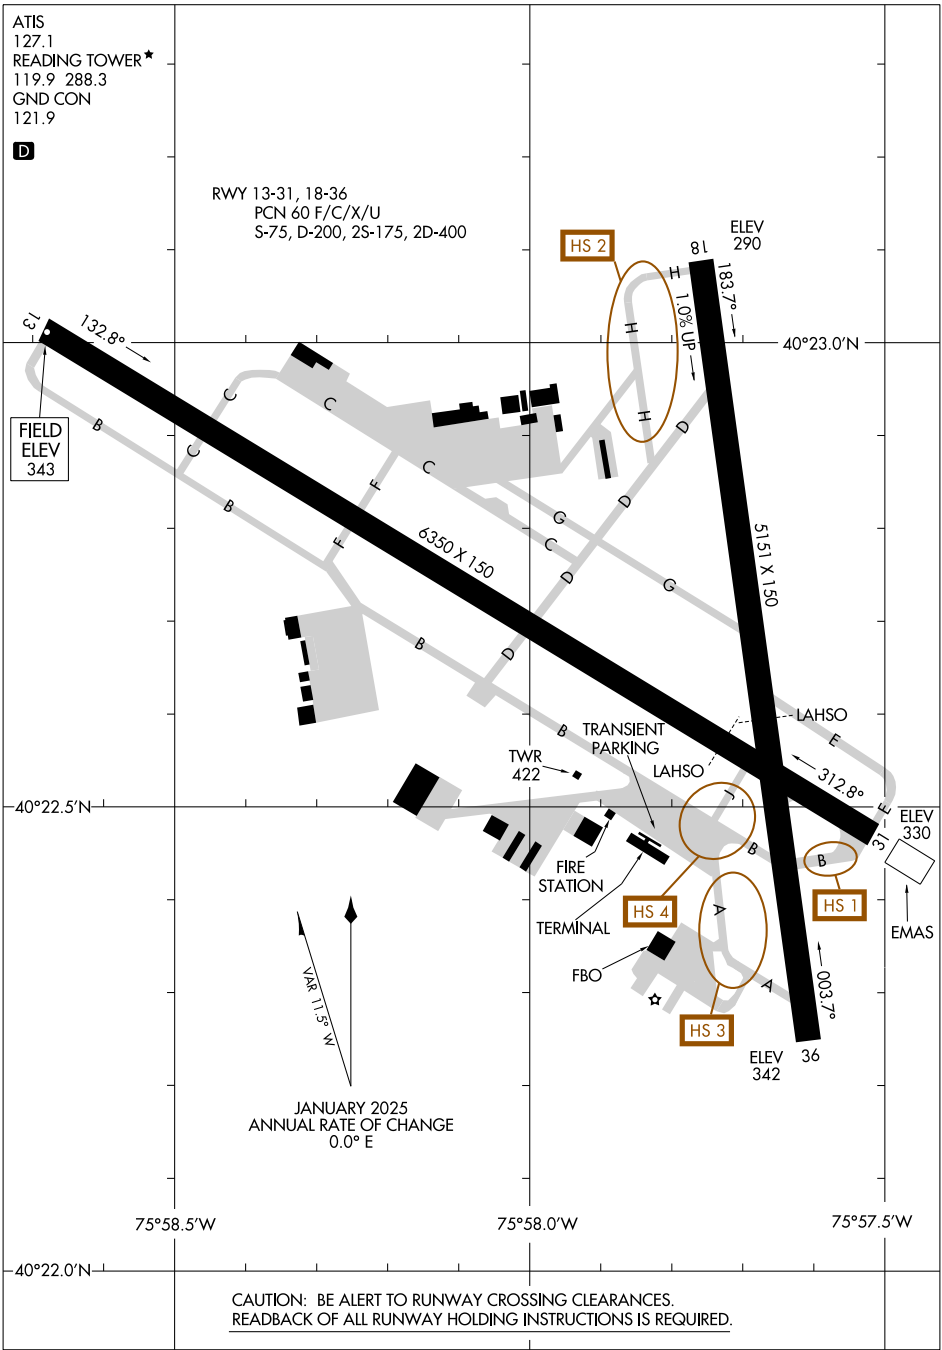 ATIS
127.1
READING TOWER★
119.9 288.3
GND CON
121.9
D
RWY 13-31, 18-36
PCN 60 F/C/X/U
S-75, D-200, 2S-175, 2D-400
HS 2
ELEV
290
18
183.7°
1.0% UP
H
H
H
13
132.8°
40°23.0'N
FIELD
ELEV
343
B
C
C
C
C
C
D
D
D
D
F
F
G
G
B
B
B
6350 X 150
5151 X 150
TRANSIENT
PARKING
LAHSO
LAHSO
E
E
TWR
422
312.8°
40°22.5'N
J
31
ELEV
330
B
B
FIRE
STATION
HS 4
HS 1
A
TERMINAL
EMAS
FBO
A
003.7°
HS 3
VAR 11.5° W
ELEV
342
36
JANUARY 2025
ANNUAL RATE OF CHANGE
0.0° E
75°58.5'W
75°58.0'W
75°57.5'W
40°22.0'N
CAUTION: BE ALERT TO RUNWAY CROSSING CLEARANCES.
READBACK OF ALL RUNWAY HOLDING INSTRUCTIONS IS REQUIRED.